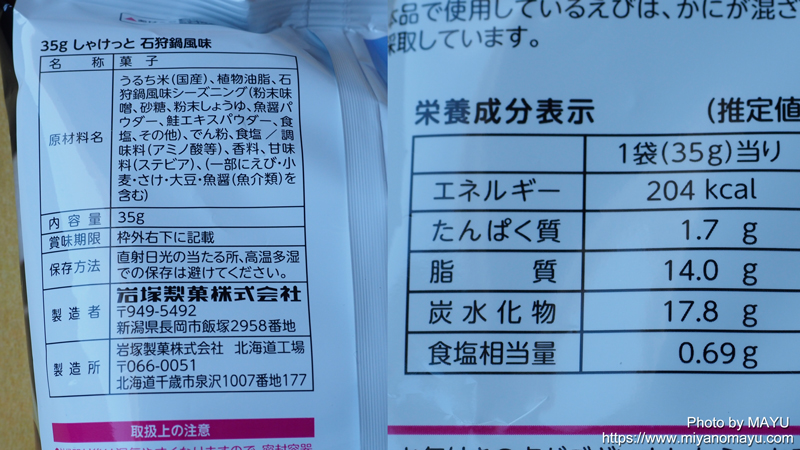 35g しゃけっと 石狩鍋風味
名称 菓子
原材料名 うるち米(国産)、植物油脂、石
狩鍋風味シーズニング(粉末味
噌、砂糖、粉末しょうゆ、魚醤パ
ウダー、鮭エキスパウダー、食
塩、その他)、でん粉、食塩／調
味料(アミノ酸等)、香料、甘味
料(ステビア)、(一部にえび・小
麦・さけ・大豆・魚醤(魚介類)を
含む)
内容量 35g
賞味期限 枠外右下に記載
保存方法 直射日光の当たる所、高温多湿
での保存は避けてください。
製造者 岩塚製菓株式会社
〒949-5492
新潟県長岡市飯塚2958番地
製造所 岩塚製菓株式会社 北海道工場
〒066-0051
北海道千歳市泉沢1007番地177
取扱上の注意
本品で使用しているえびは、かにが混ざ
採取しています。
栄養成分表示 (推定値
1袋(35g)当り
エネルギー 204 kcal
たんぱく質 1.7 g
脂質 14.0 g
炭水化物 17.8 g
食塩相当量 0.69 g
Photo by MAYU
https://www.miyanomayu.com/